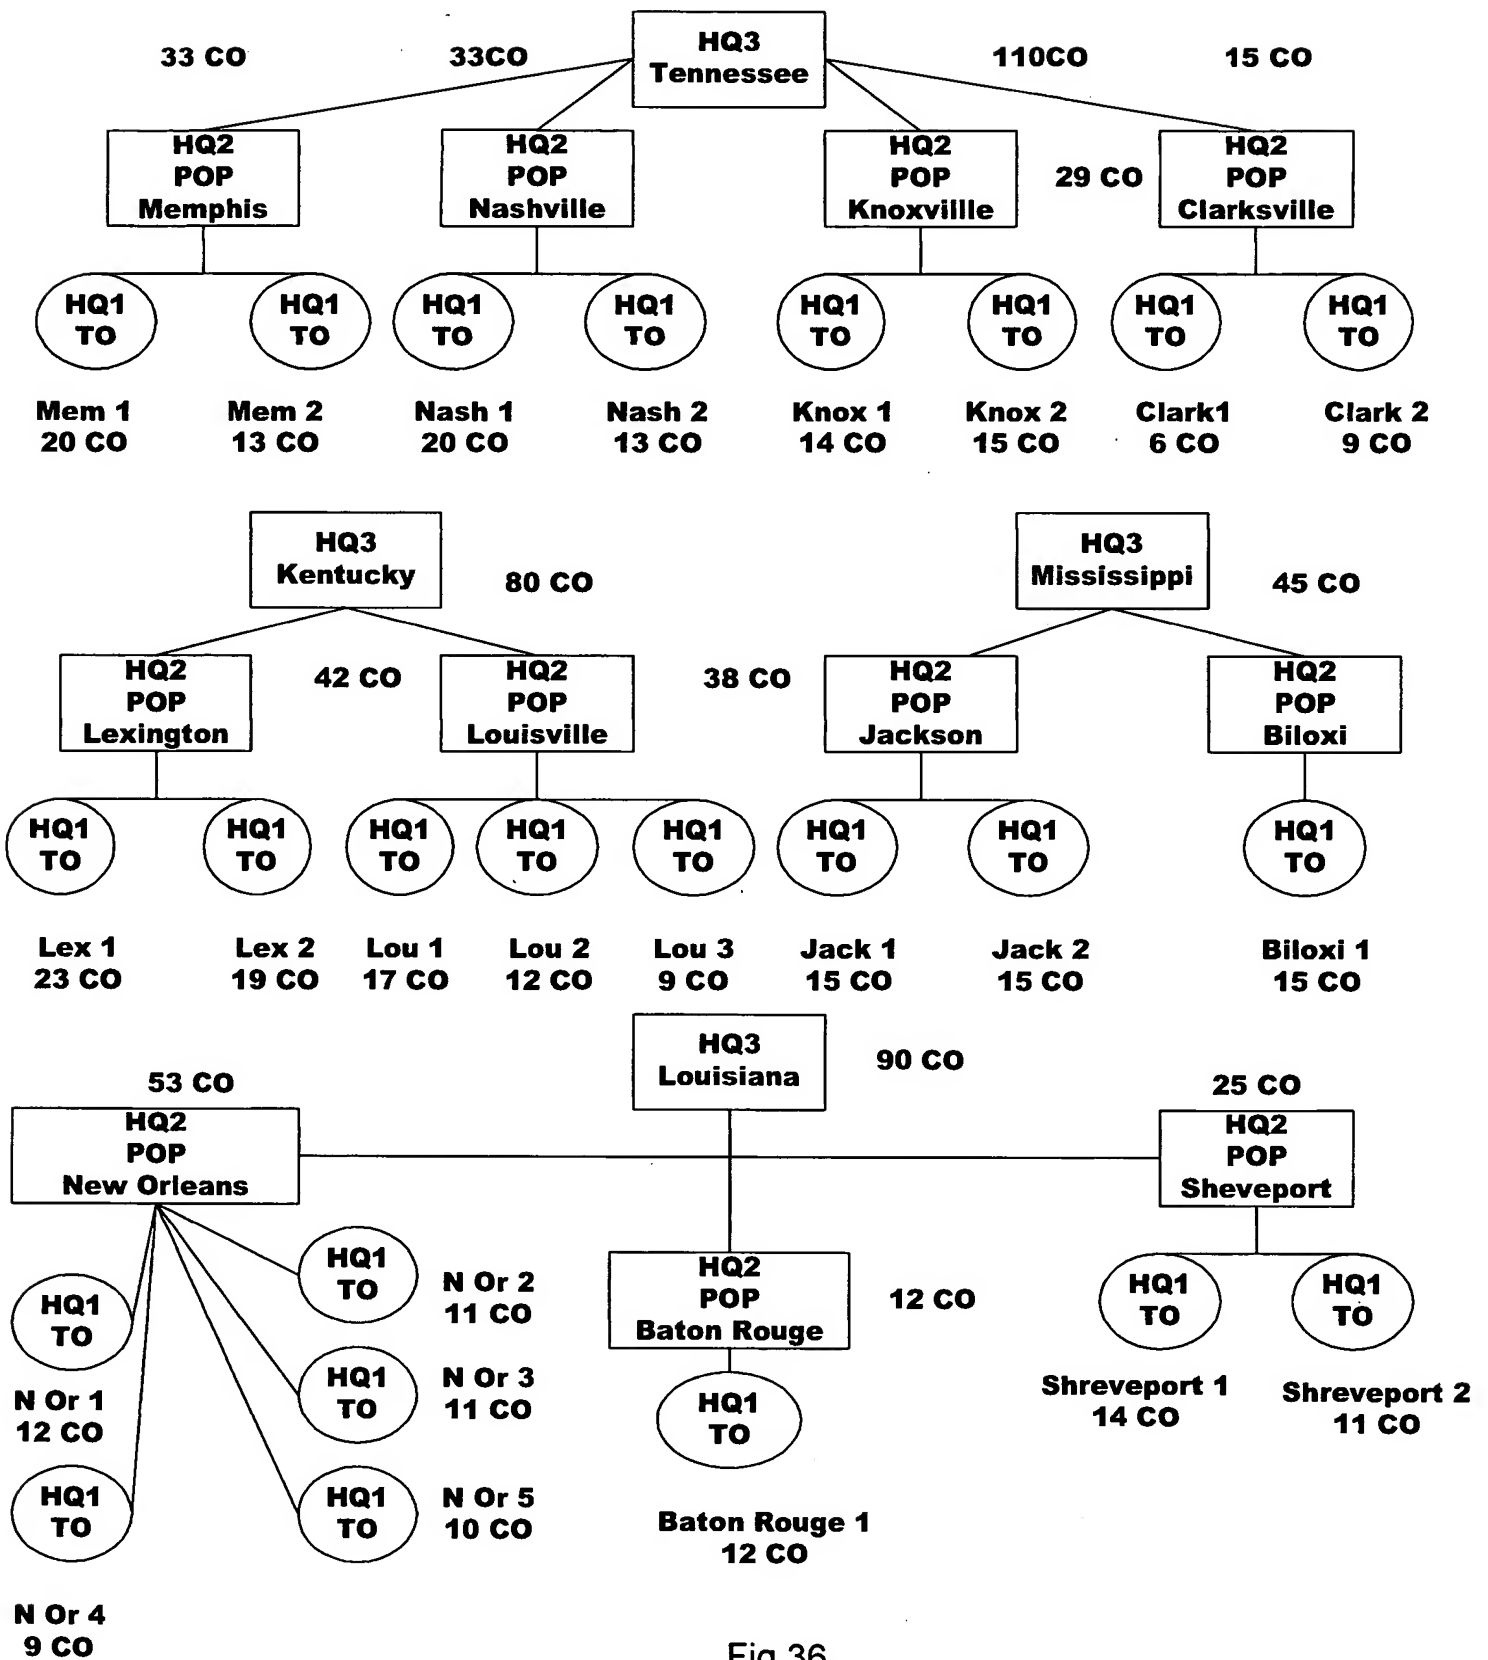 HQ3
Tennessee
33 CO
33CO
110CO
15 CO
HQ2
POP
Memphis
HQ2
POP
Nashville
HQ2
POP
Knoxvillle
29 CO
HQ2
POP
Clarksville
HQ1
TO
HQ1
TO
HQ1
TO
HQ1
TO
HQ1
TO
HQ1
TO
HQ1
TO
HQ1
TO
Mem 1
20 CO
Mem 2
13 CO
Nash 1
20 CO
Nash 2
13 CO
Knox 1
14 CO
Knox 2
15 CO
Clark1
6 CO
Clark 2
9 CO
HQ3
Kentucky
80 CO
HQ3
Mississippi
45 CO
HQ2
POP
Lexington
42 CO
HQ2
POP
Louisville
38 CO
HQ2
POP
Jackson
HQ2
POP
Biloxi
HQ1
TO
HQ1
TO
HQ1
TO
HQ1
TO
HQ1
TO
HQ1
TO
HQ1
TO
HQ1
TO
Lex 1
23 CO
Lex 2
19 CO
Lou 1
17 CO
Lou 2
12 CO
Lou 3
9 CO
Jack 1
15 CO
Jack 2
15 CO
Biloxi 1
15 CO
HQ3
Louisiana
90 CO
53 CO
HQ2
POP
New Orleans
25 CO
HQ2
POP
Sheveport
HQ1
TO
N Or 1
12 CO
HQ1
TO
N Or 2
11 CO
HQ1
TO
N Or 3
11 CO
HQ1
TO
N Or 4
9 CO
HQ1
TO
N Or 5
10 CO
HQ2
POP
Baton Rouge
12 CO
HQ1
TO
Baton Rouge 1
12 CO
HQ1
TO
HQ1
TO
Shreveport 1
14 CO
Shreveport 2
11 CO
Fig 36